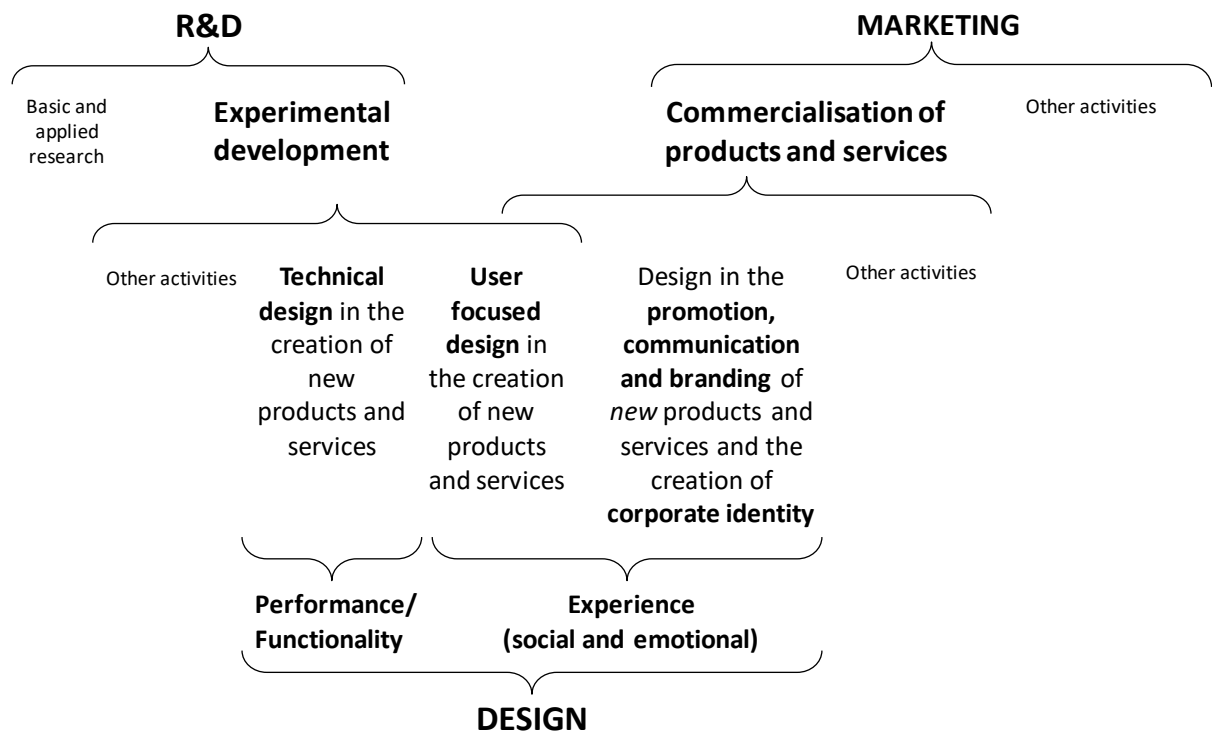 R&D
MARKETING
Basic and
applied
research
Experimental
development
Commercialisation of
products and services
Other activities
Other activities
Technical
design in the
creation of
new
products and
services
User
focused
design in
the creation
of new
products
and services
Design in the
promotion,
communication
and branding of
new products and
services and the
creation of
corporate identity
Other activities
Performance/
Functionality
Experience
(social and emotional)
DESIGN